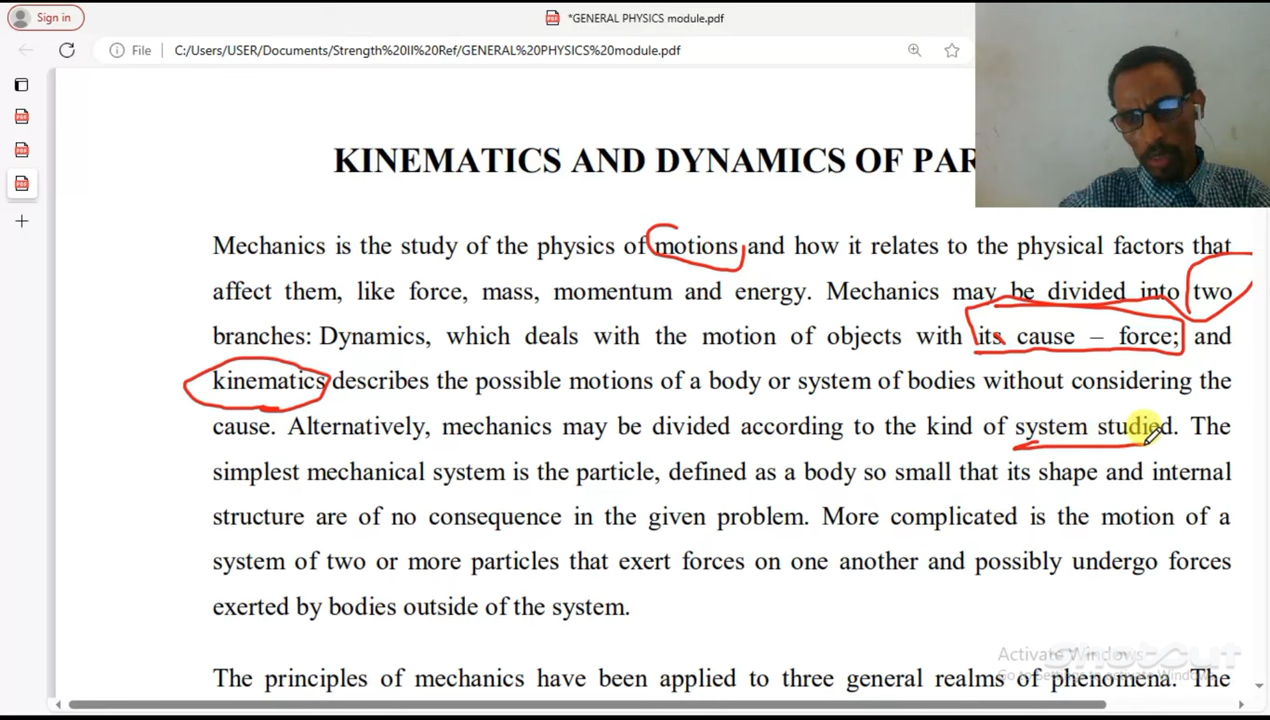 Sign in
*GENERAL PHYSICS module.pdf
File
C:/Users/USER/Documents/Strength%20II%20Ref/GENERAL%20PHYSICS%20module.pdf
KINEMATICS AND DYNAMICS OF PAR
Mechanics is the study of the physics of motions and how it relates to the physical factors that
affect them, like force, mass, momentum and energy. Mechanics may be divided into two
branches: Dynamics, which deals with the motion of objects with its cause – force; and
kinematics describes the possible motions of a body or system of bodies without considering the
cause. Alternatively, mechanics may be divided according to the kind of system studied. The
simplest mechanical system is the particle, defined as a body so small that its shape and internal
structure are of no consequence in the given problem. More complicated is the motion of a
system of two or more particles that exert forces on one another and possibly undergo forces
exerted by bodies outside of the system.
Activate Windows
Go to Settings to activate Windows.
shotcut
The principles of mechanics have been applied to three general realms of phenomena. The